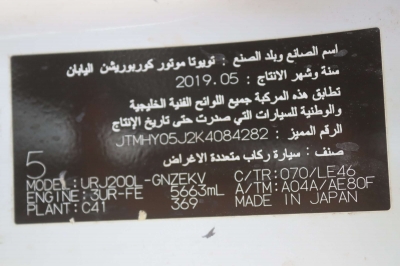 اسم الصانع وبلد الصنع : تويوتا موتور كوربوريشن اليابان
سنة وشهر الانتاج : 2019.05
تطابق هذه المركبة جميع اللوائح الفنية الخليجية
والوطنية للسيارات التي صدرت حتى تاريخ الإنتاج
الرقم المميز : JTMHY05J2K4084282
صنف : سيارة ركاب متعددة الاغراض
5
MODEL: URJ200L-GNZEKV C/TR: 070/LE46
ENGINE: 3UR-FE 5663mL A/TM: A04A/AE80F
PLANT: C41 369 MADE IN JAPAN